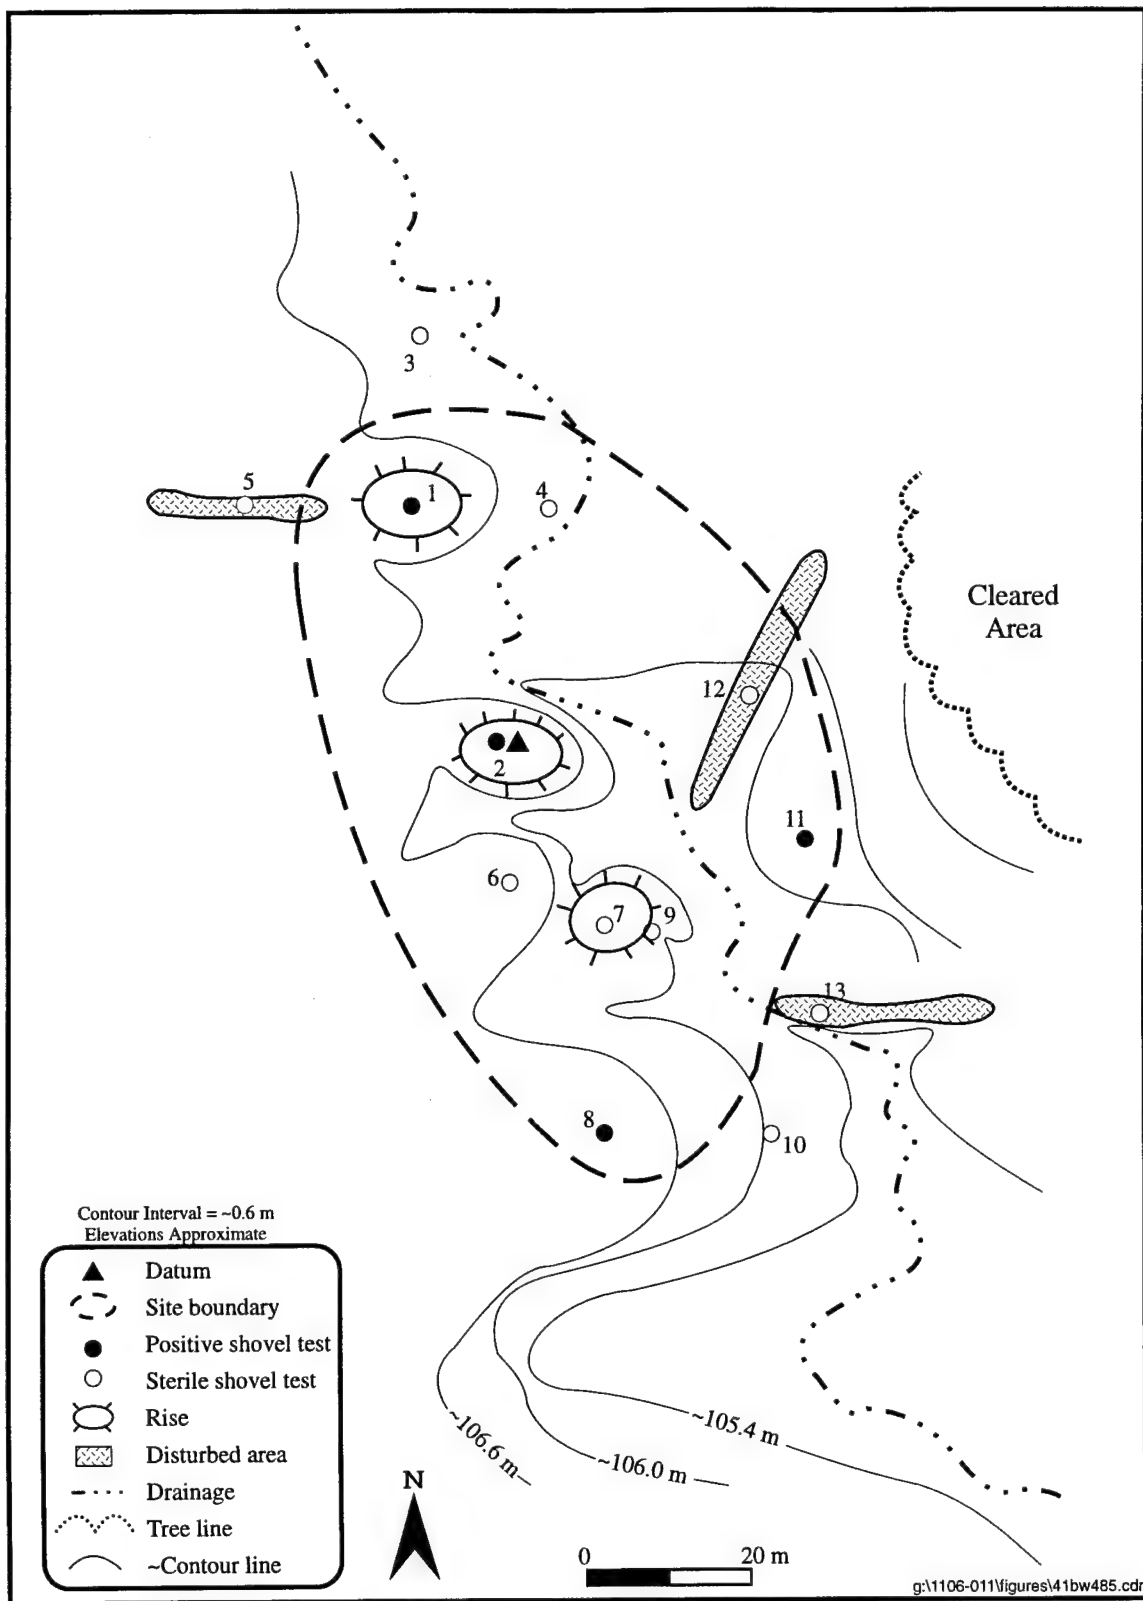 3
5
1
4
Cleared
Area
12
2
11
6
7
9
13
8
10
Contour Interval = ~0.6 m
Elevations Approximate
Datum
Site boundary
Positive shovel test
Sterile shovel test
Rise
Disturbed area
Drainage
Tree line
~Contour line
~106.6 m
~106.0 m
~105.4 m
N
0 20 m
g:\1106-011\figures\41bw485.cdr